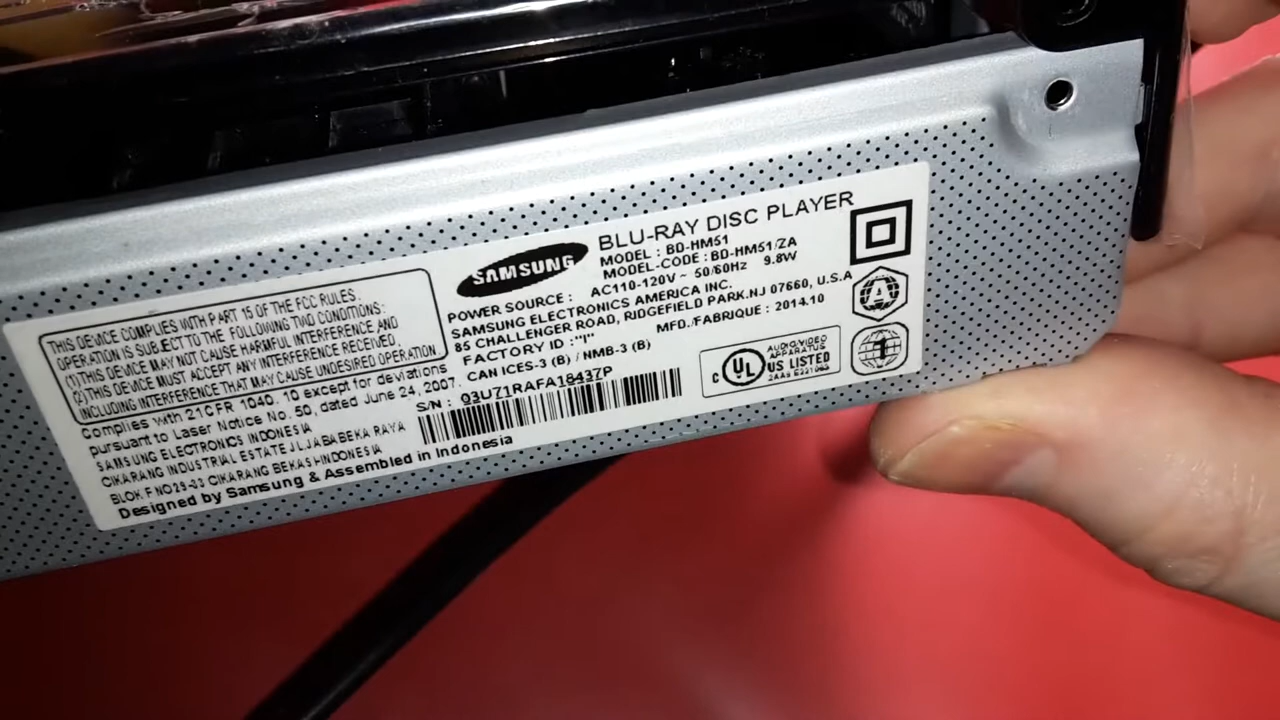 THIS DEVICE COMPLIES WITH PART 15 OF THE FCC RULES.
OPERATION IS SUBJECT TO THE FOLLOWING TWO CONDITIONS:
(1)THIS DEVICE MAY NOT CAUSE HARMFUL INTERFERENCE AND
(2)THIS DEVICE MUST ACCEPT ANY INTERFERENCE RECEIVED,
INCLUDING INTERFERENCE THAT MAY CAUSE UNDESIRED OPERATION
Complies with 21CFR 1040. 10 except for deviations
pursuant to Laser Notice No. 50, dated June 24, 2007.
SAMSUNG ELECTRONICS INDONESIA
CIKARANG INDUSTRIAL ESTATE JL.JABABEKA RAYA
BLOK F NO29-33 CIKARANG BEKASI-INDONESIA
Designed by Samsung & Assembled in Indonesia
SAMSUNG
BLU-RAY DISC PLAYER
MODEL : BD-HM51
MODEL-CODE : BD-HM51/ZA
POWER SOURCE : AC110-120V ~ 50/60Hz 9.8W
SAMSUNG ELECTRONICS AMERICA INC.
85 CHALLENGER ROAD, RIDGEFIELD PARK.NJ 07660, U.S.A
FACTORY ID :"I" MFD./FABRIQUE : 2014.10
CAN ICES-3 (B) / NMB-3 (B)
S/N : 03U71RAFA18437P
C UL US LISTED
AUDIO/VIDEO
APPARATUS
A
1